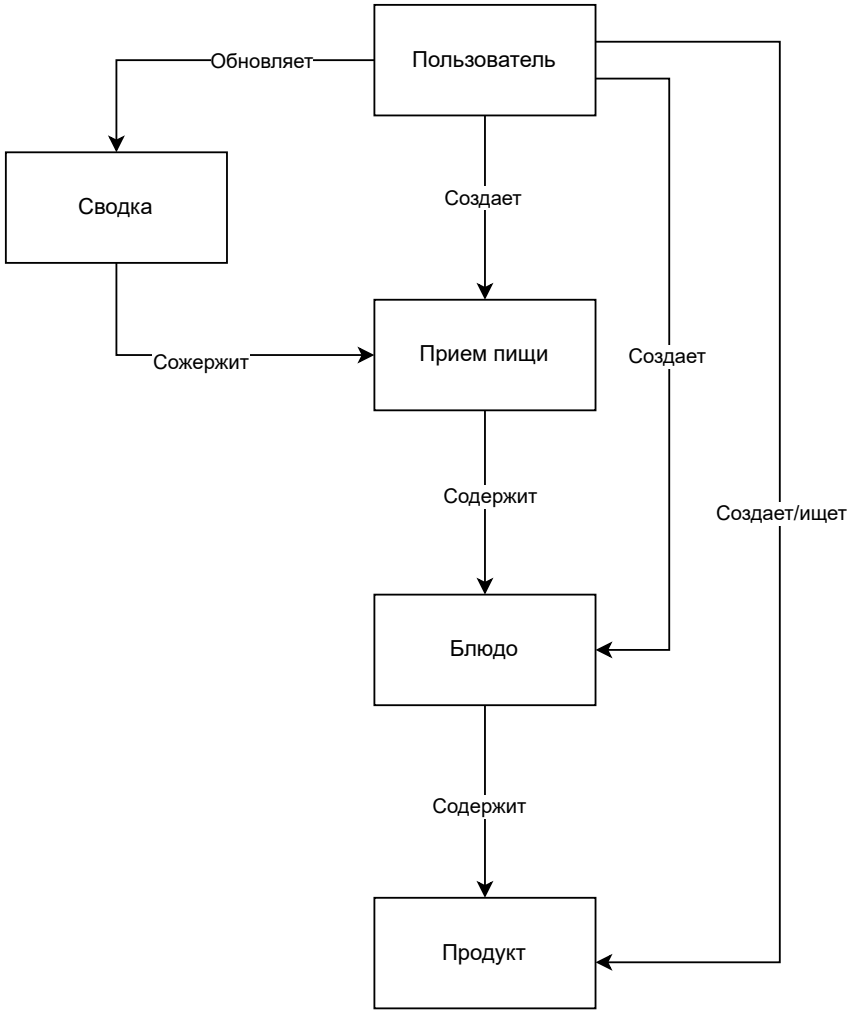 Пользователь
Обновляет
Сводка
Создает
Прием пищи
Создает
Сожержит
Содержит
Создает/ищет
Блюдо
Содержит
Продукт